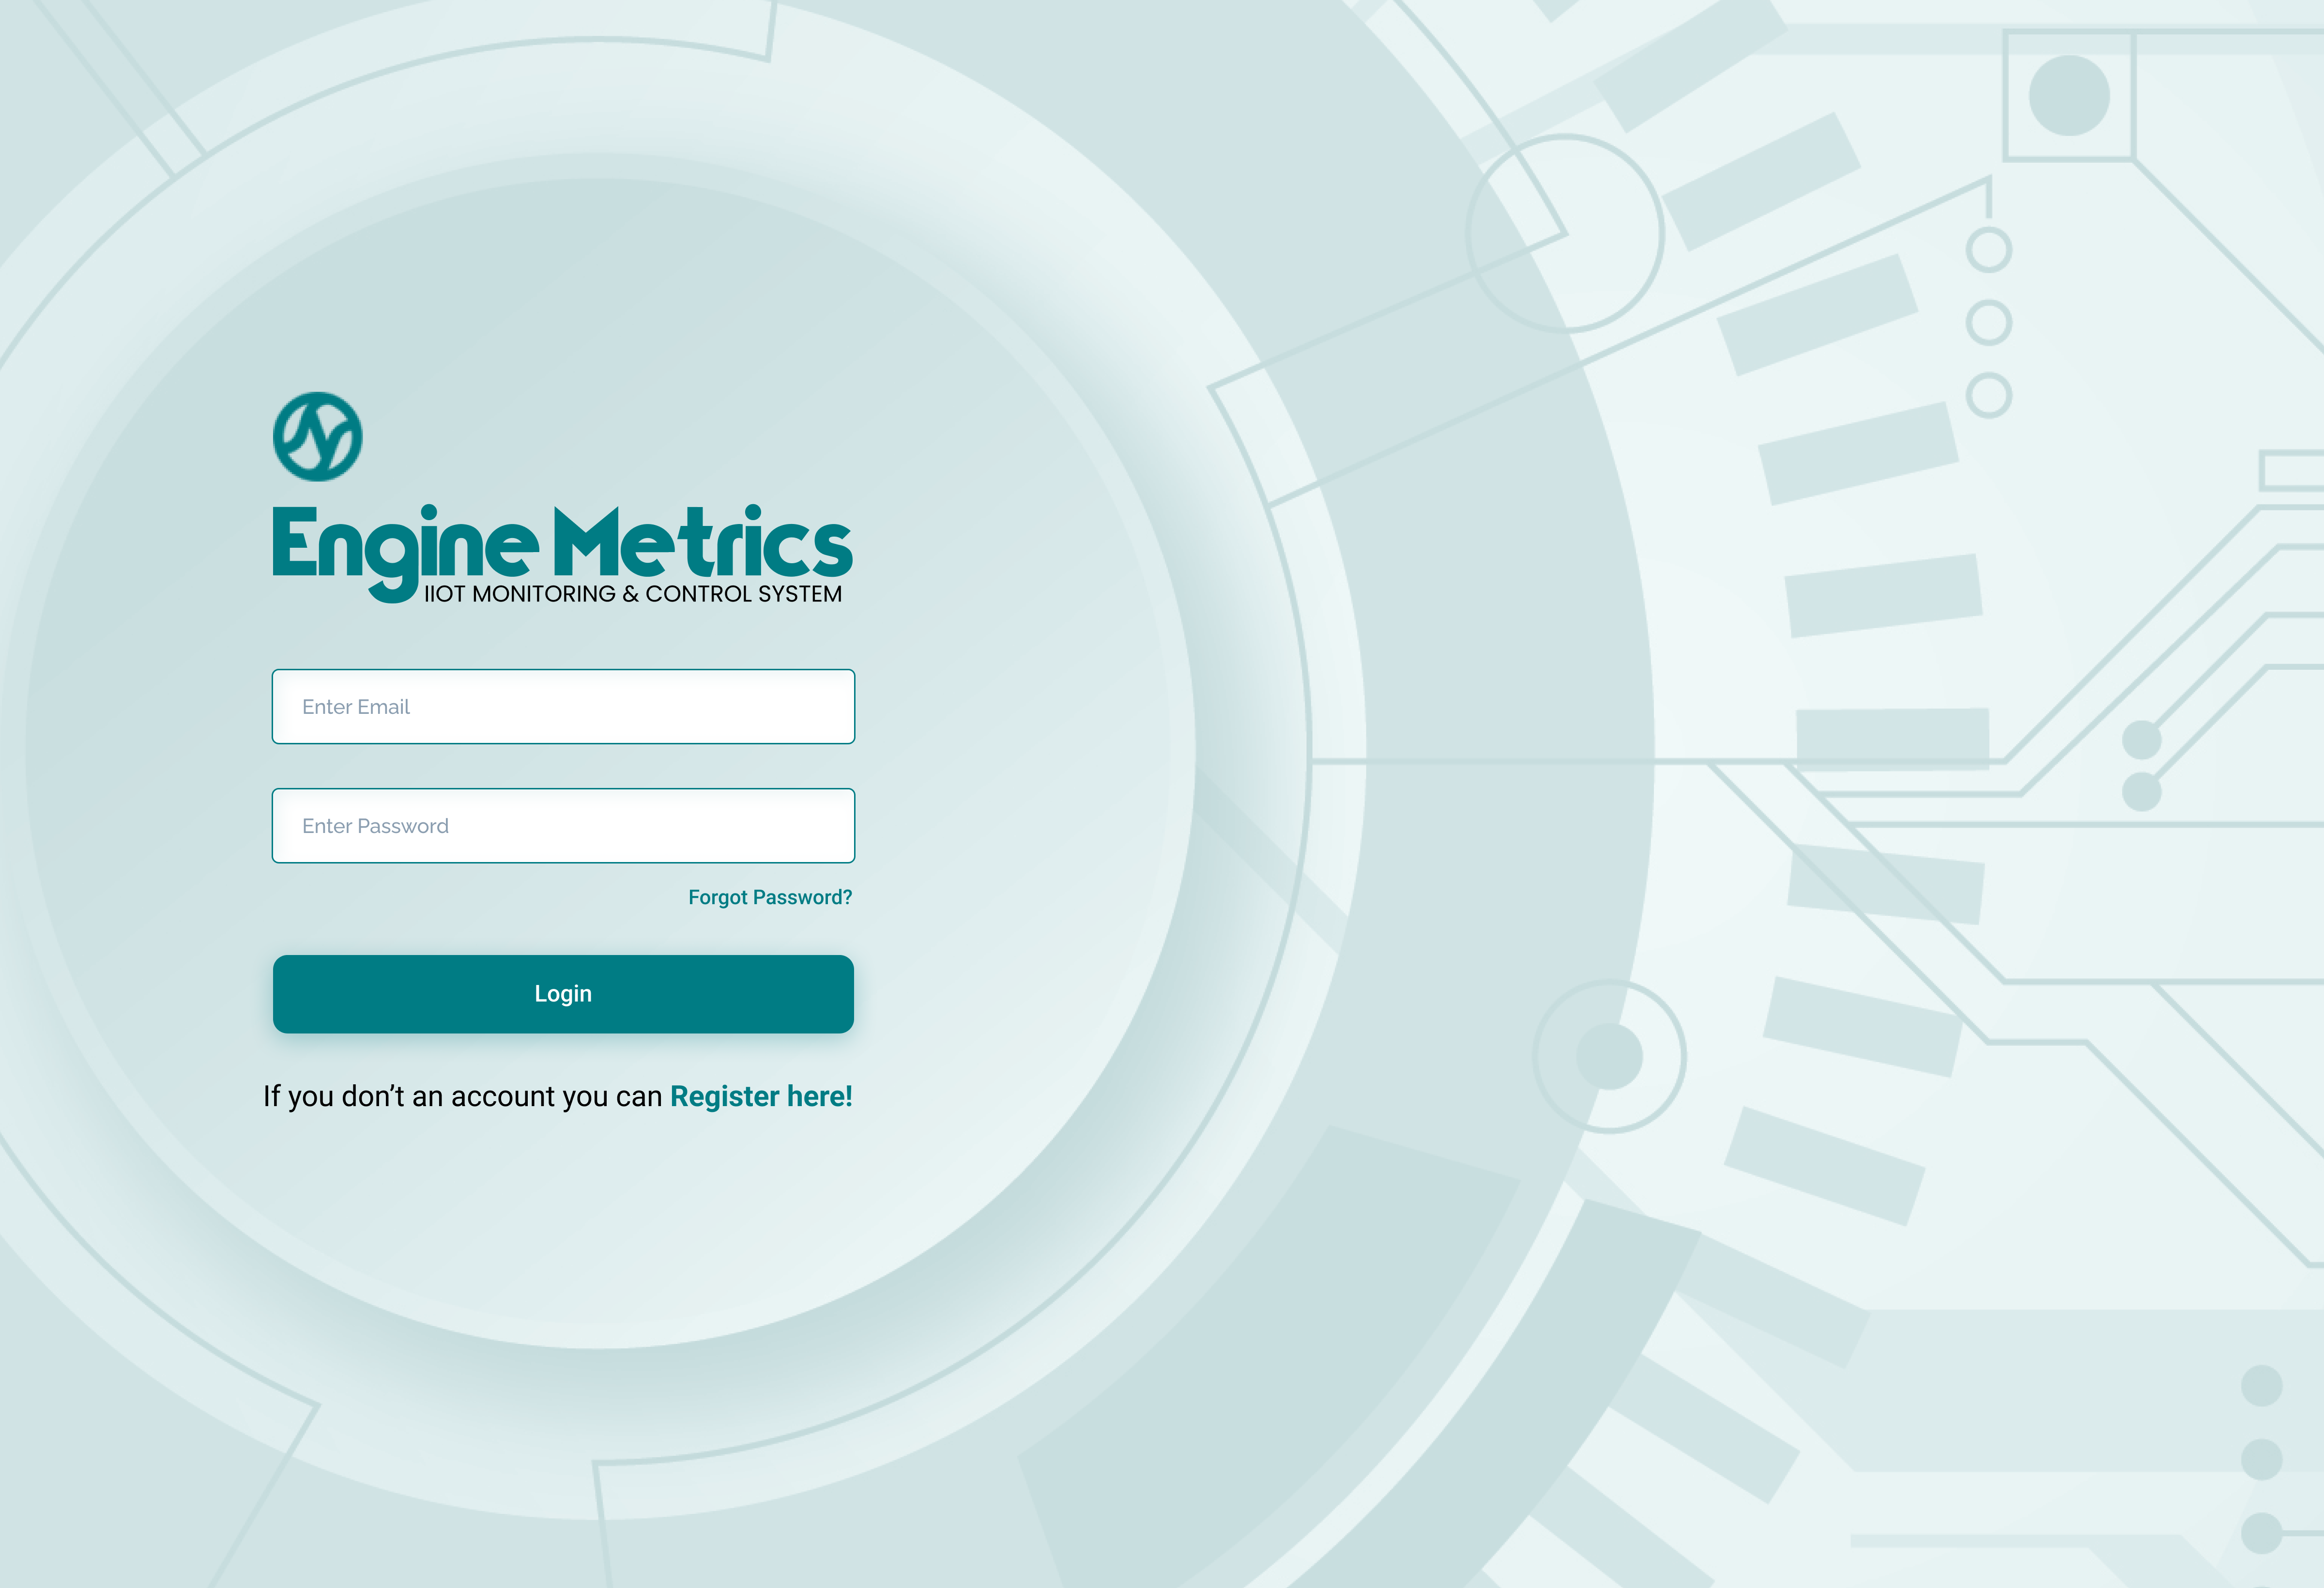 Engine Metrics
IIOT MONITORING & CONTROL SYSTEM
Enter Email
Enter Password
Forgot Password?
Login
If you don’t an account you can Register here!